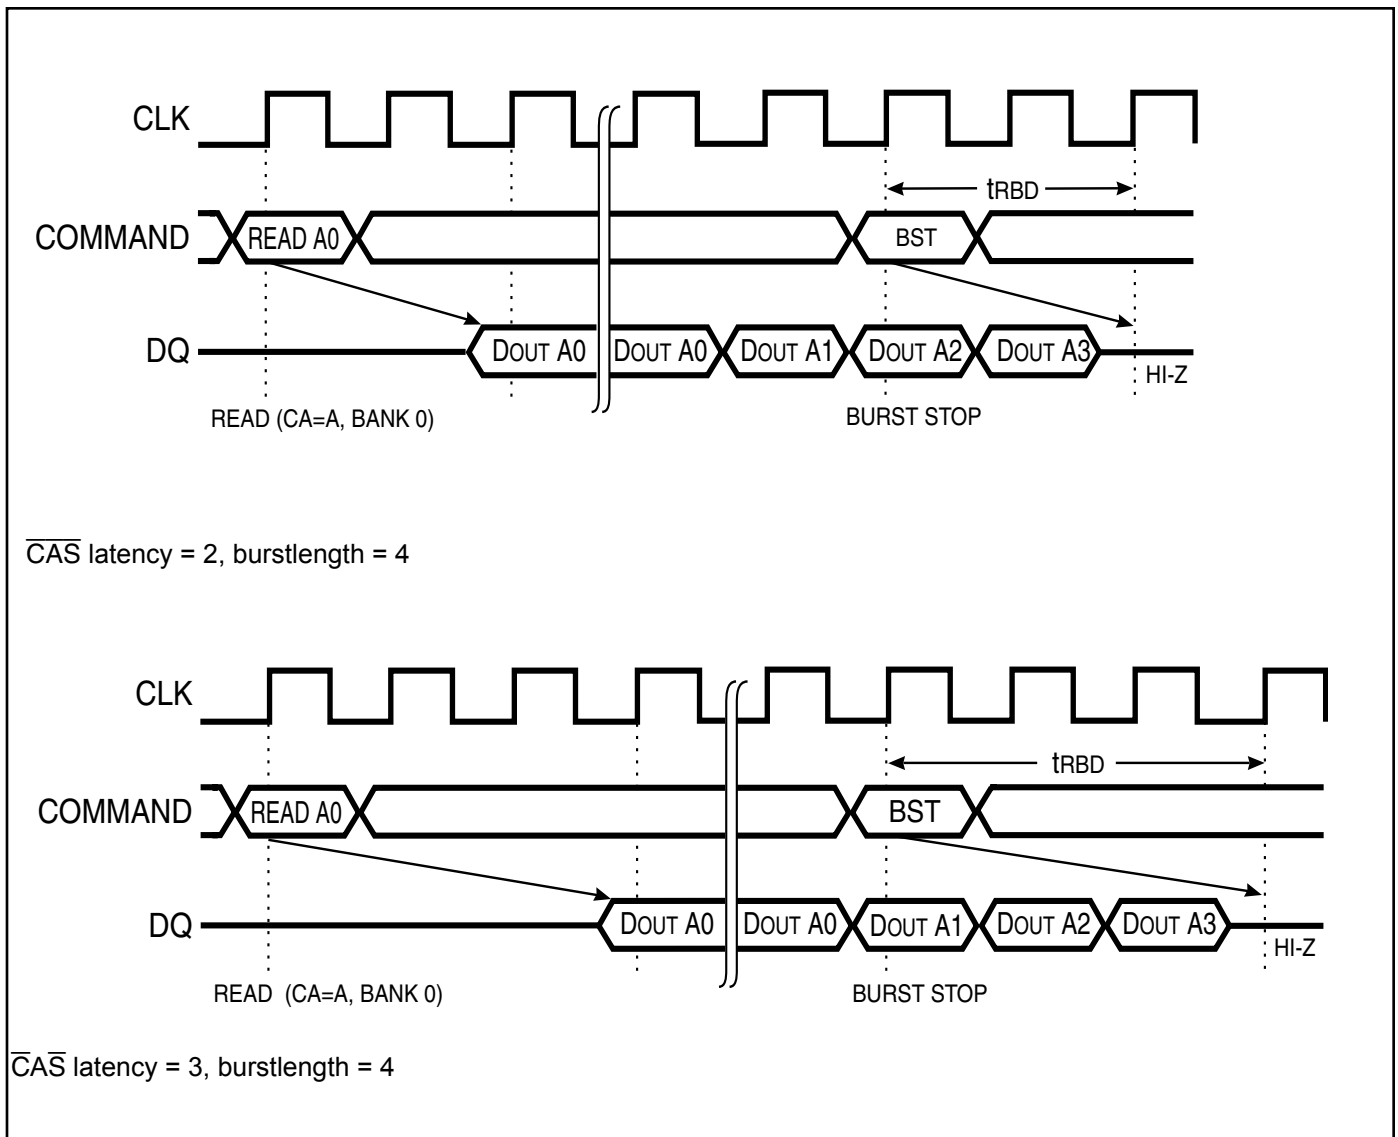 CLK
tRBD
COMMAND READ A0 BST
DQ DOUT A0 DOUT A0 DOUT A1 DOUT A2 DOUT A3
HI-Z
READ (CA=A, BANK 0) BURST STOP
C̅A̅S̅ latency = 2, burstlength = 4
CLK
tRBD
COMMAND READ A0 BST
DQ DOUT A0 DOUT A0 DOUT A1 DOUT A2 DOUT A3
HI-Z
READ (CA=A, BANK 0) BURST STOP
C̅AS̅ latency = 3, burstlength = 4